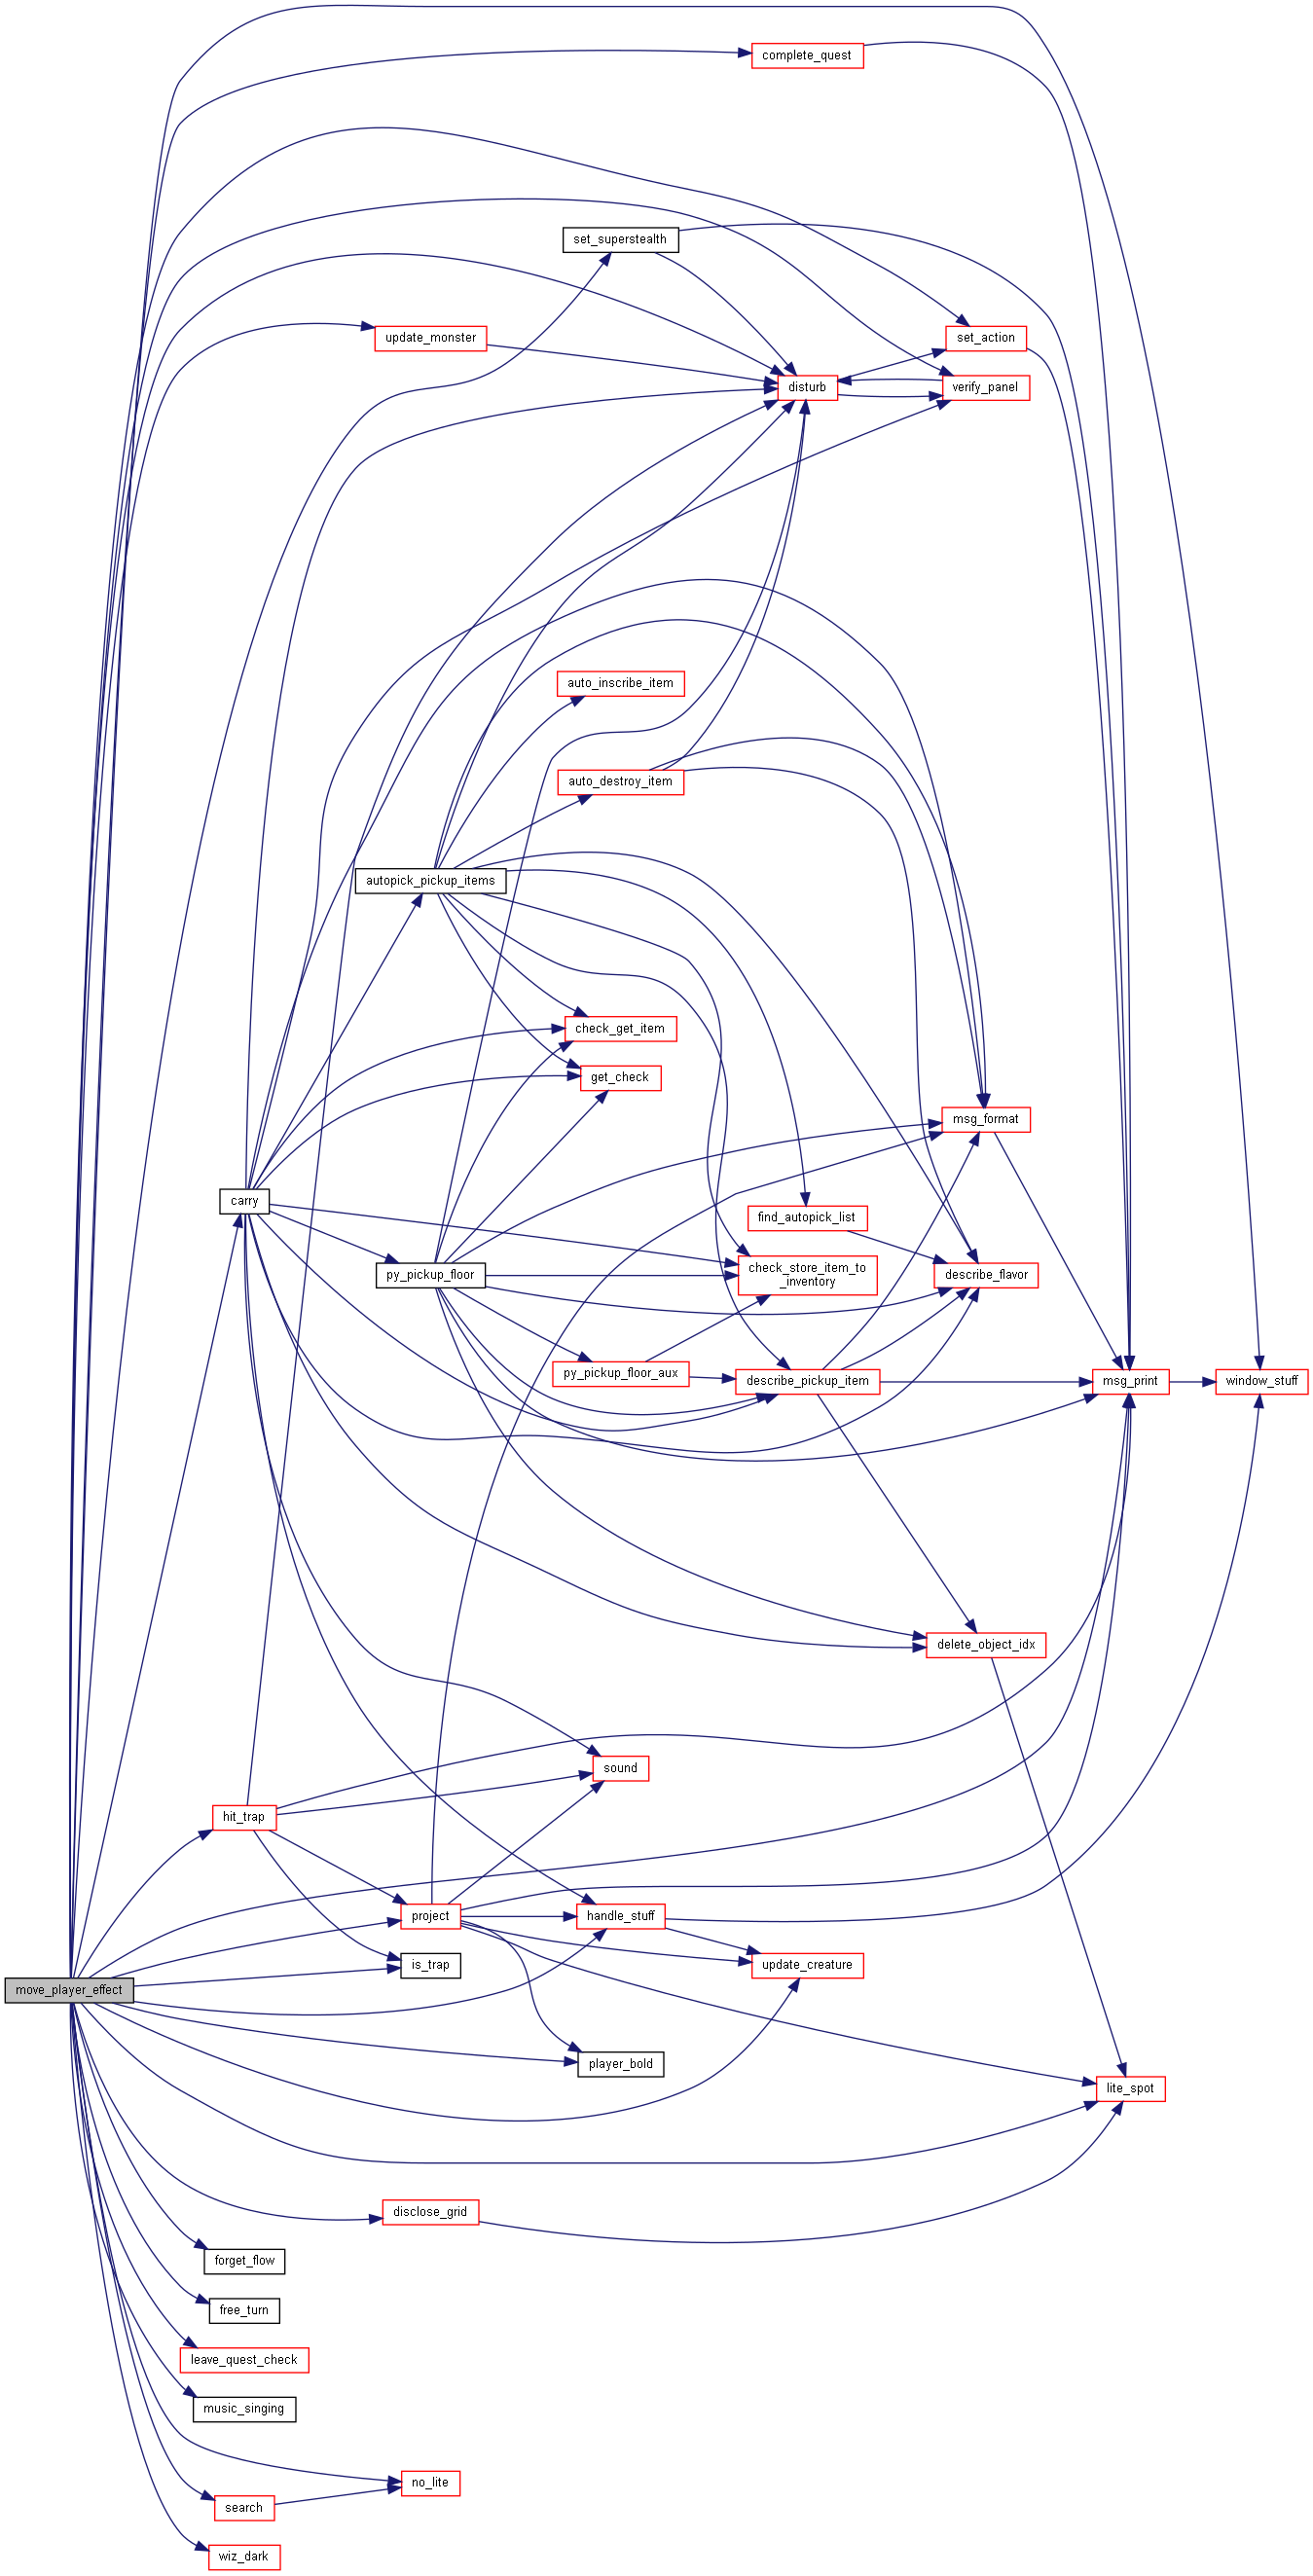 complete_quest
set_superstealth
update_monster
set_action
disturb
verify_panel
auto_inscribe_item
auto_destroy_item
autopick_pickup_items
check_get_item
get_check
msg_format
carry
find_autopick_list
py_pickup_floor
check_store_item_to
_inventory
describe_flavor
py_pickup_floor_aux
describe_pickup_item
msg_print
window_stuff
delete_object_idx
sound
hit_trap
project
handle_stuff
is_trap
update_creature
move_player_effect
player_bold
lite_spot
disclose_grid
forget_flow
free_turn
leave_quest_check
music_singing
no_lite
search
wiz_dark